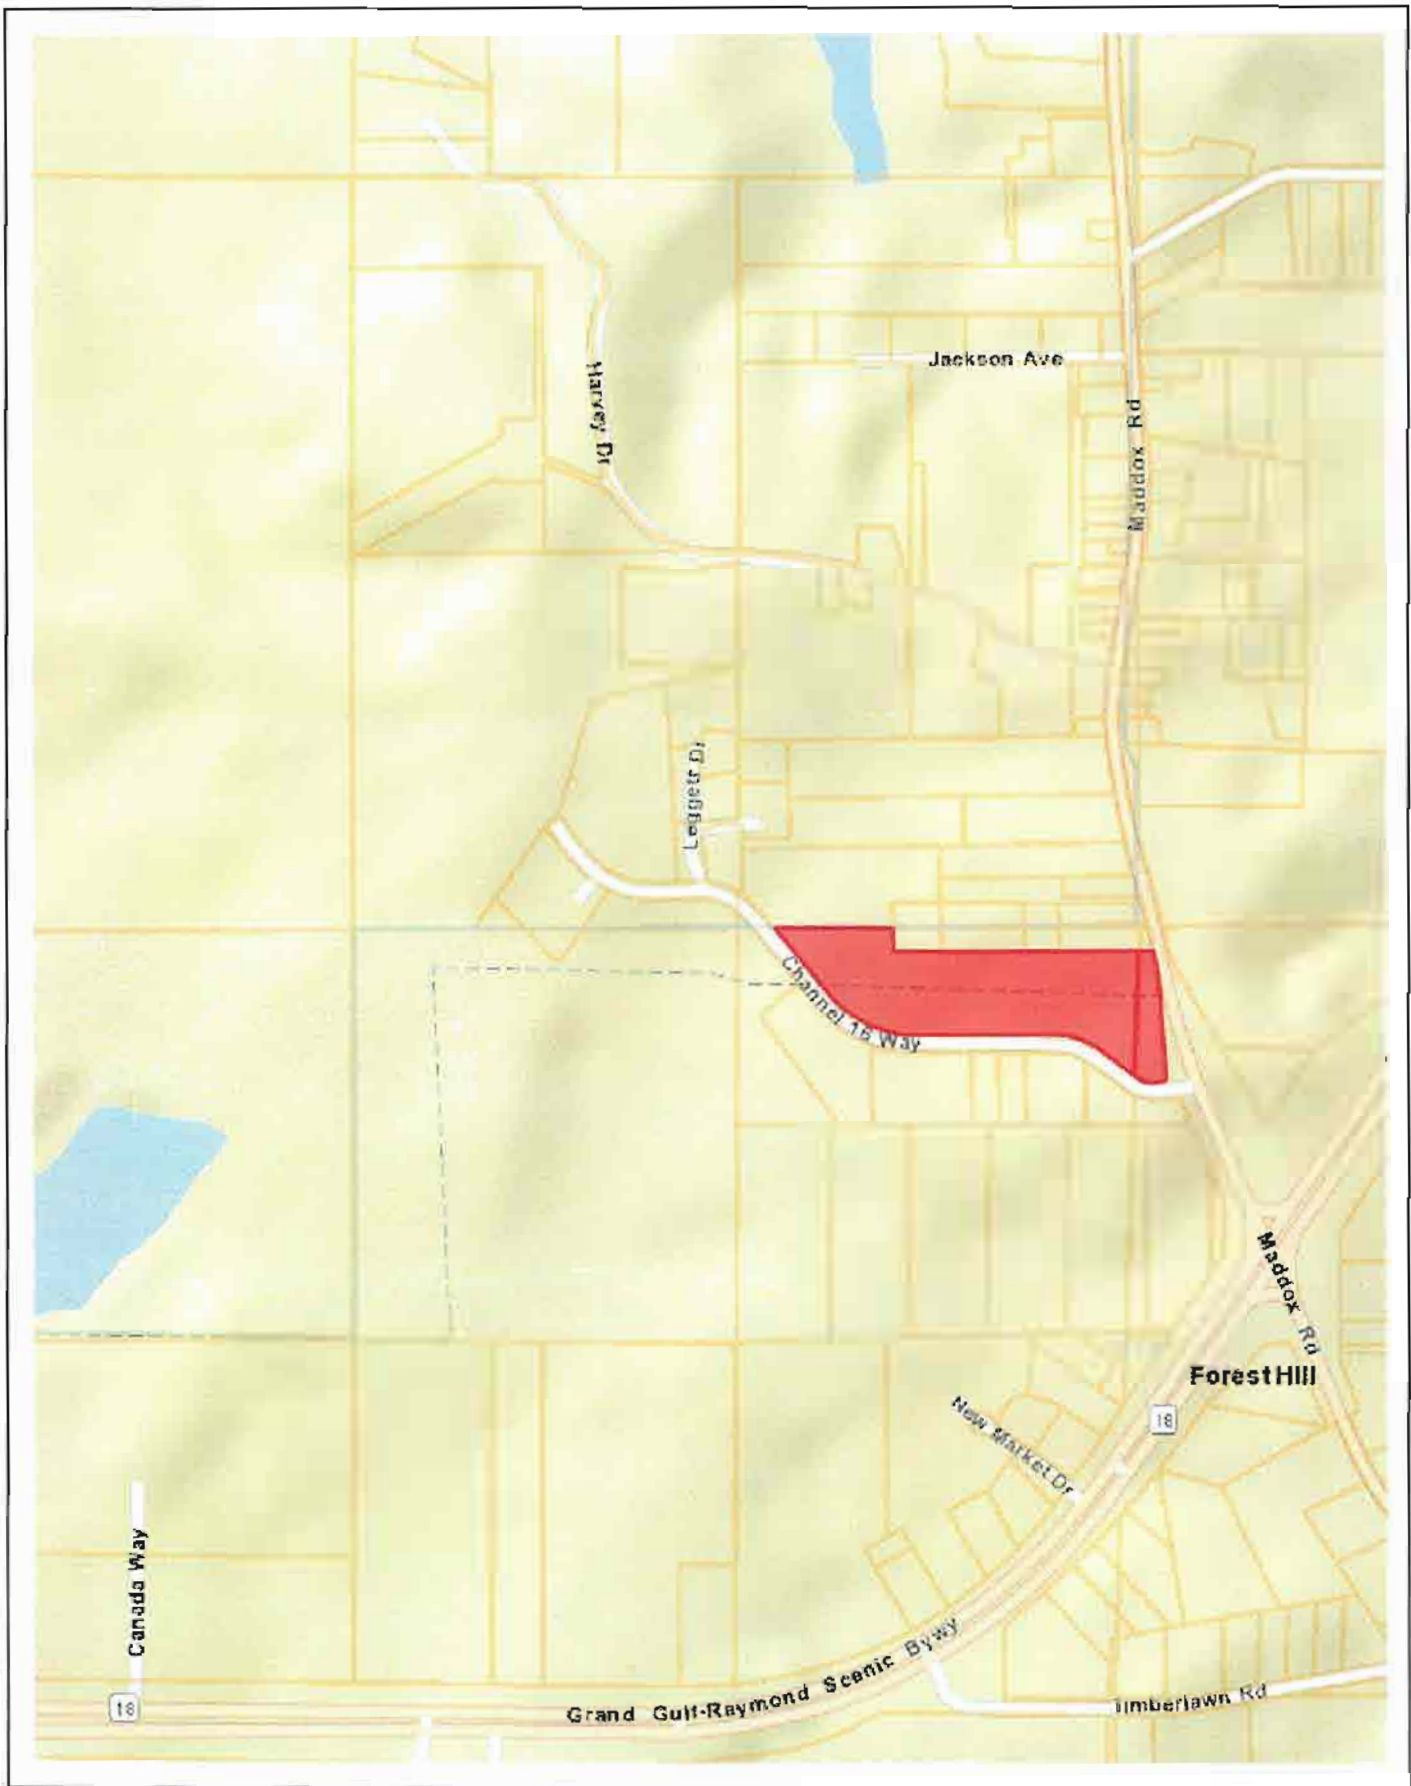 Jackson Ave
Harvey Dr
Maddox Rd
Leggett Dr
Channel 16 Way
Maddox Rd
Forest Hill
18
New Market Dr
Canada Way
Grand Gulf-Raymond Scenic Bywy
Timberlawn Rd
18